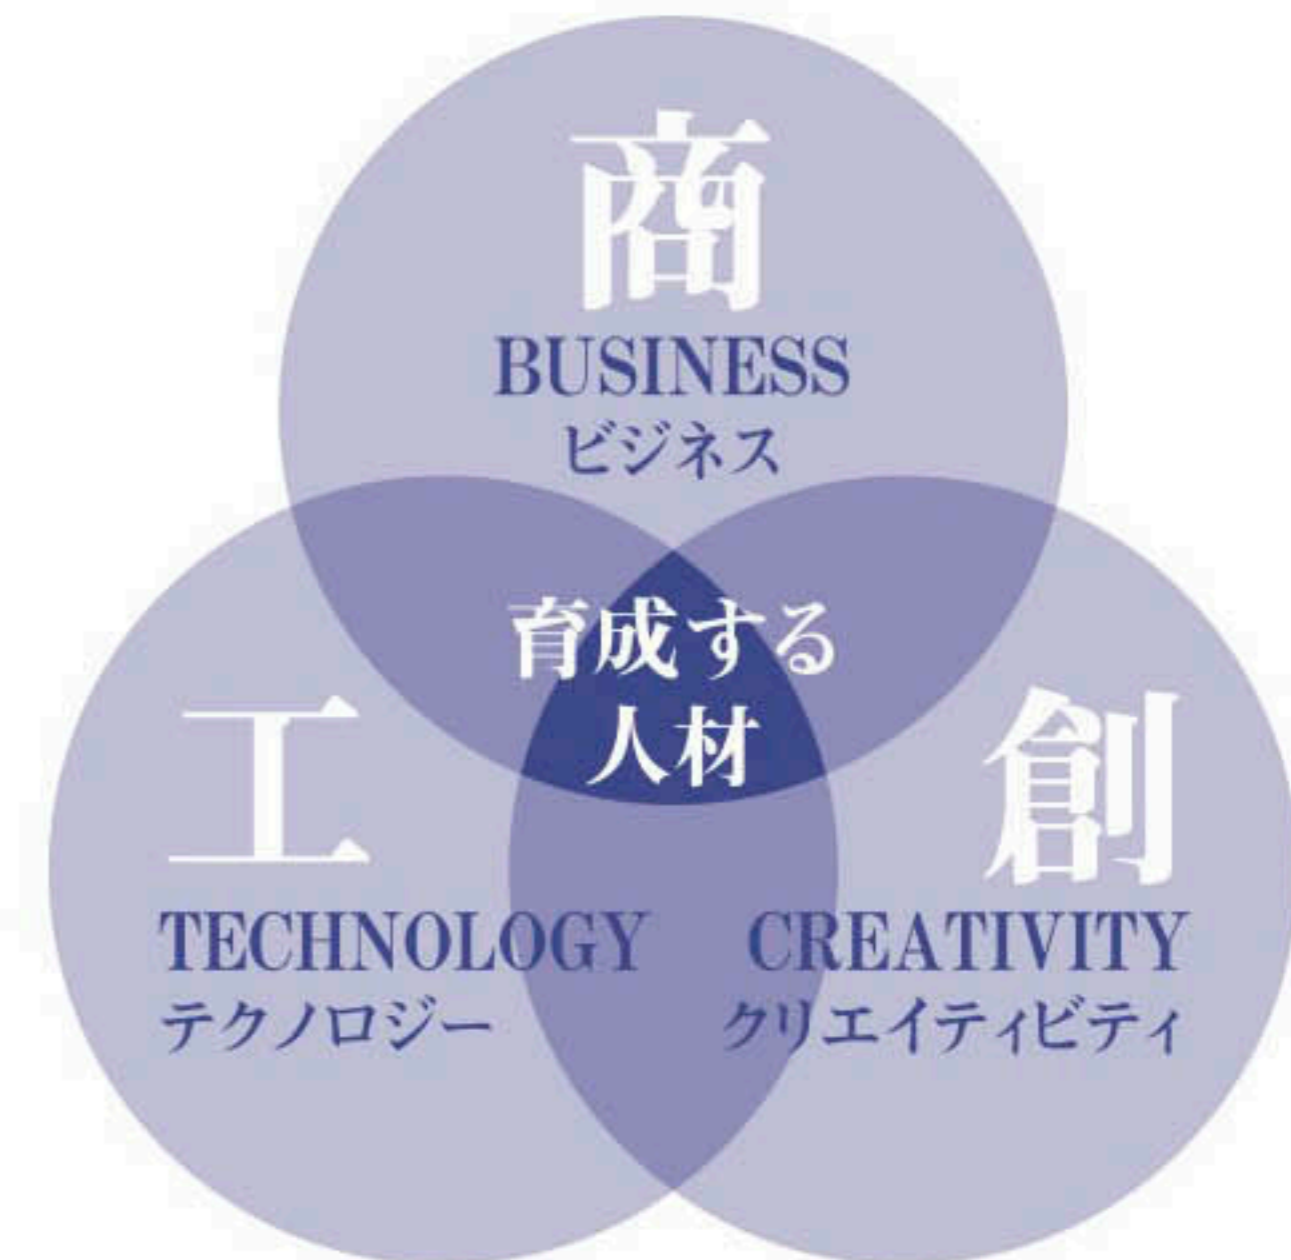 商
BUSINESS
ビジネス
育成する
人材
工
TECHNOLOGY
テクノロジー
創
CREATIVITY
クリエイティビティ